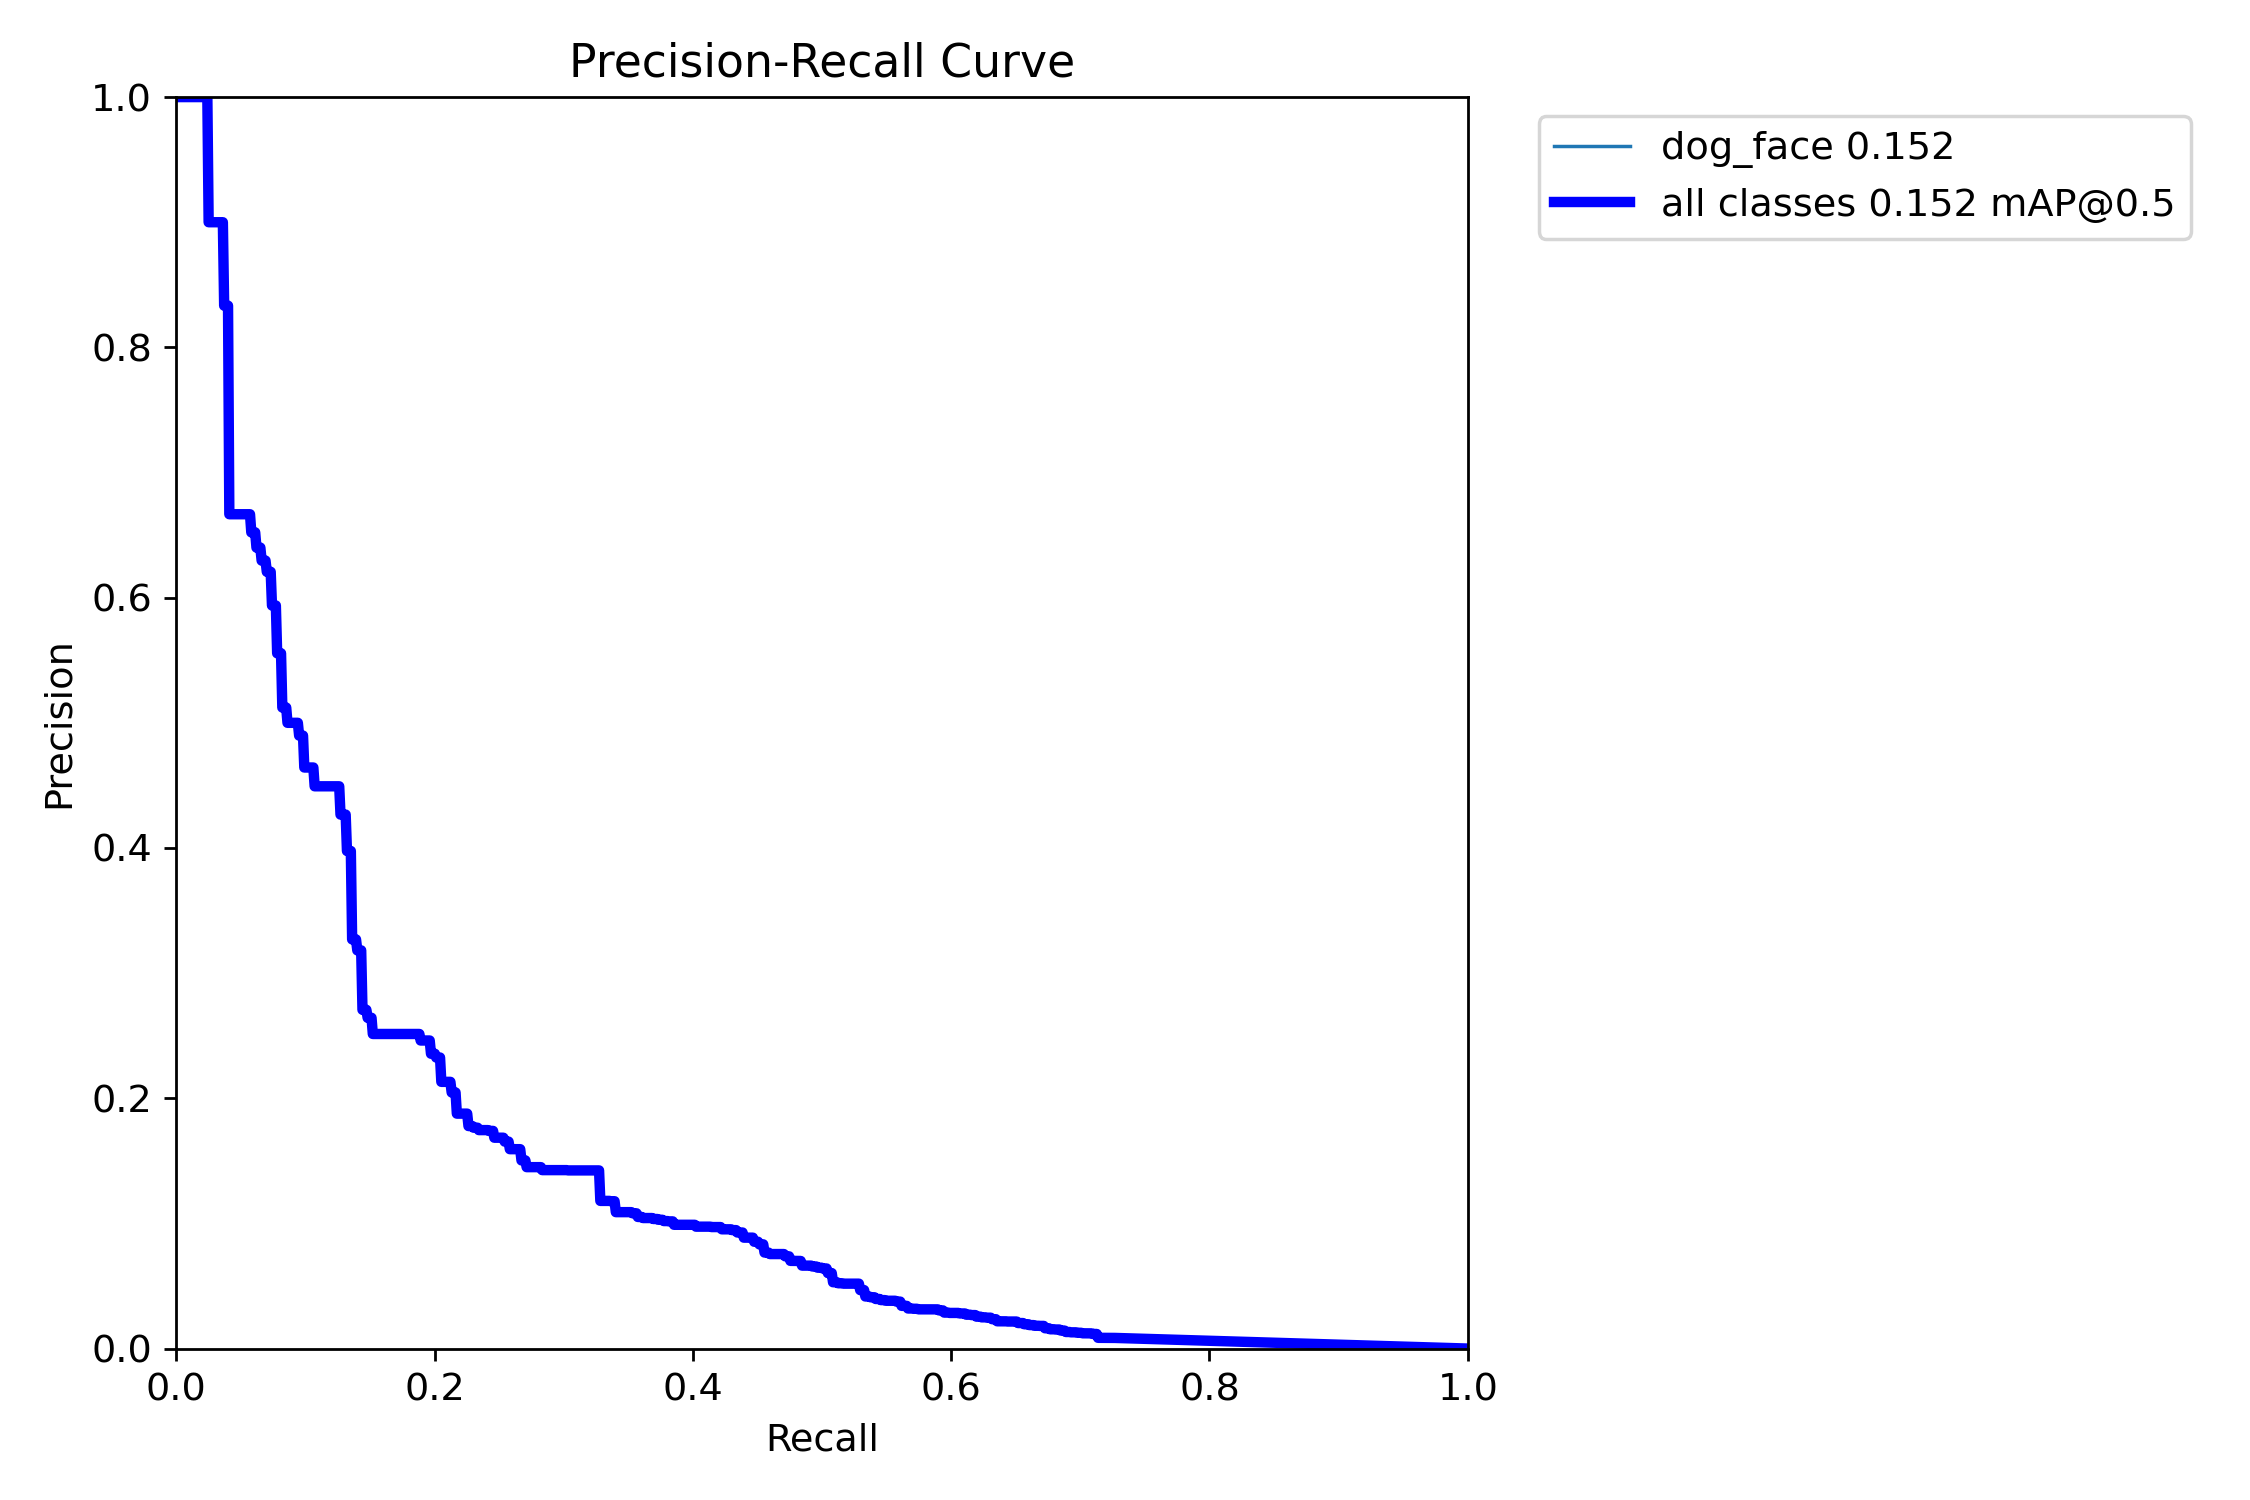 Precision-Recall Curve
1.0
0.8
0.6
0.4
0.2
0.0
Precision
0.0 0.2 0.4 0.6 0.8 1.0
Recall
dog_face 0.152
all classes 0.152 mAP@0.5